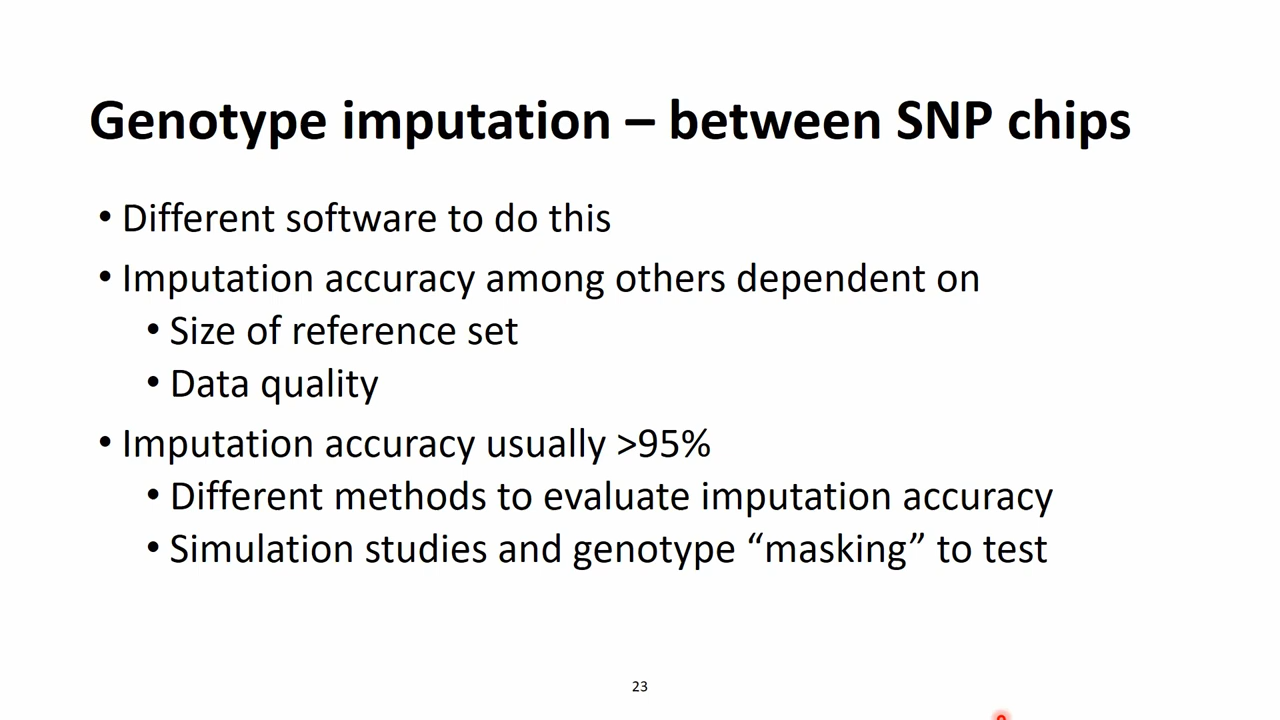 Genotype imputation – between SNP chips
• Different software to do this
• Imputation accuracy among others dependent on
• Size of reference set
• Data quality
• Imputation accuracy usually >95%
• Different methods to evaluate imputation accuracy
• Simulation studies and genotype “masking” to test
23